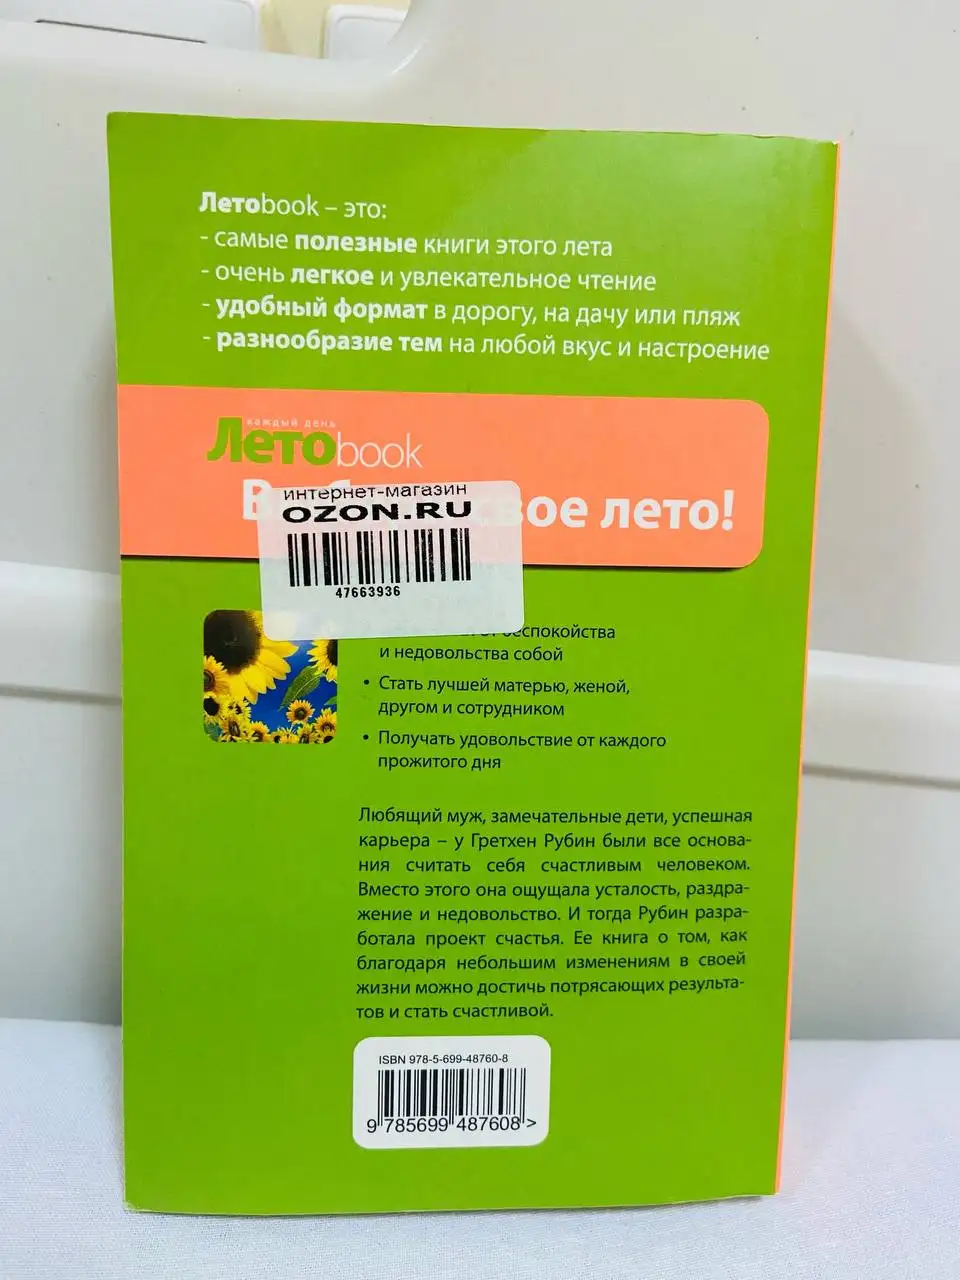 Летоbook – это:
- самые полезные книги этого лета
- очень легкое и увлекательное чтение
- удобный формат в дорогу, на дачу или пляж
- разнообразие тем на любой вкус и настроение
каждый день
Летоbook
свое лето!
интернет-магазин
OZON.RU
47663936
от беспокойства
и недовольства собой
• Стать лучшей матерью, женой,
другом и сотрудником
• Получать удовольствие от каждого
прожитого дня
Любящий муж, замечательные дети, успешная
карьера – у Гретхен Рубин были все основа-
ния считать себя счастливым человеком.
Вместо этого она ощущала усталость, раздра-
жение и недовольство. И тогда Рубин разра-
ботала проект счастья. Ее книга о том, как
благодаря небольшим изменениям в своей
жизни можно достичь потрясающих результа-
тов и стать счастливой.
ISBN 978-5-699-48760-8
9 785699 487608 >